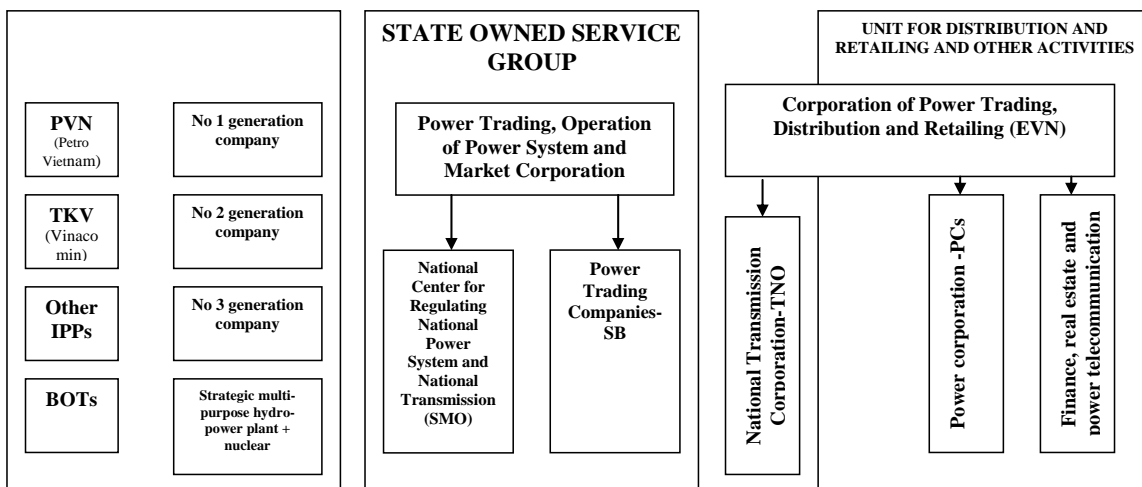 PVN
(Petro
Vietnam)
No 1 generation
company
TKV
(Vinaco
min)
No 2 generation
company
Other
IPPs
No 3 generation
company
BOTs
Strategic multi-
purpose hydro-
power plant +
nuclear
STATE OWNED SERVICE
GROUP
Power Trading, Operation
of Power System and
Market Corporation
National
Center for
Regulating
National
Power
System and
National
Transmission
(SMO)
Power
Trading
Companies-
SB
UNIT FOR DISTRIBUTION AND
RETAILING AND OTHER ACTIVITIES
Corporation of Power Trading,
Distribution and Retailing (EVN)
National Transmission
Corporation-TNO
Power corporation -PCs
Finance, real estate and
power telecommunication